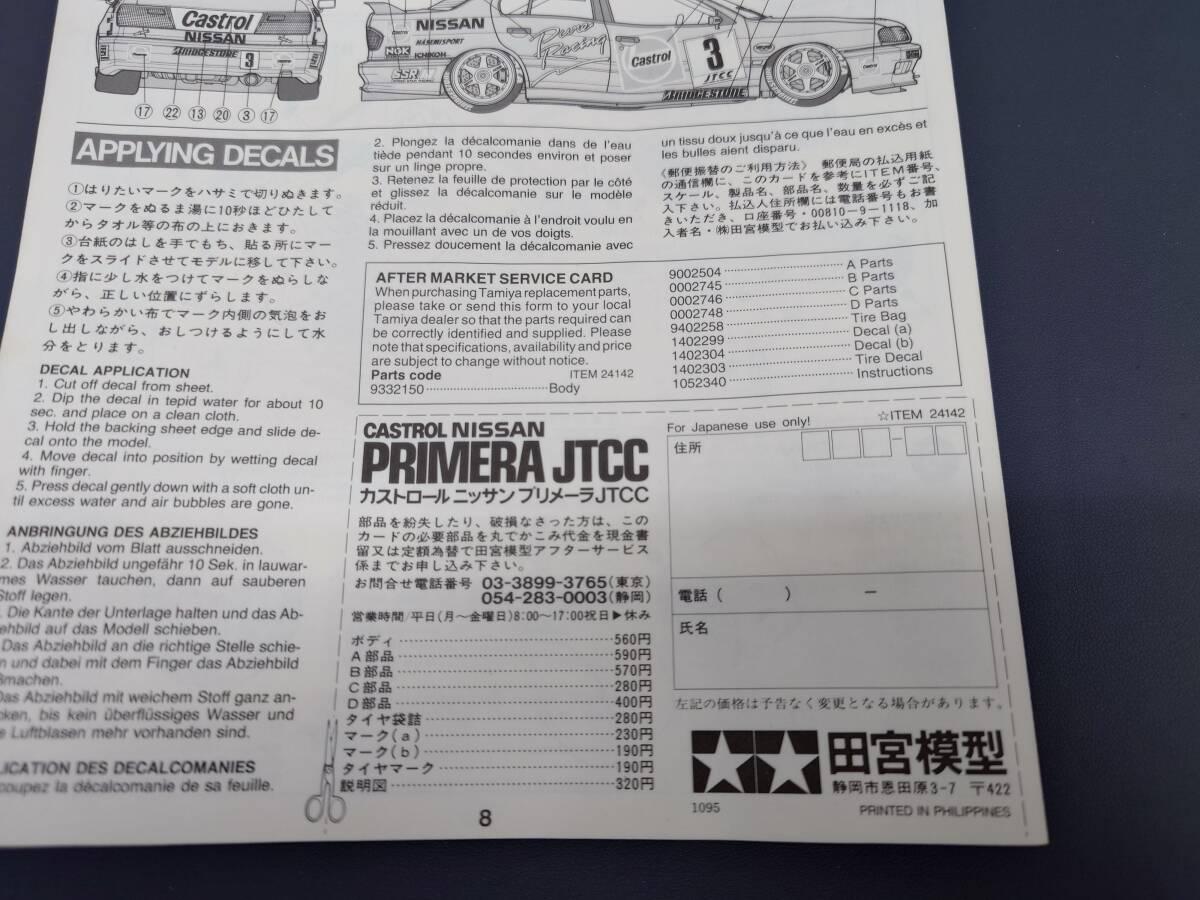 Castrol
NISSAN
BRIDGESTONE
3
⑰ ㉒ ⑬ ⑳ ③ ⑰
NISSAN
HASEMISPORT
NGK
ICHIKOH
SSR
Pure Racing
Castrol
3
JTCC
BRIDGESTONE
APPLYING DECALS
①はりたいマークをハサミで切りぬきます。
②マークをぬるま湯に10秒ほどひたして
からタオル等の布の上におきます。
③台紙のはしを手でもち、貼る所にマー
クをスライドさせてモデルに移して下さい。
④指に少し水をつけてマークをぬらしな
がら、正しい位置にずらします。
⑤やわらかい布でマーク内側の気泡をお
し出しながら、おしつけるようにして水
分をとります。
DECAL APPLICATION
1. Cut off decal from sheet.
2. Dip the decal in tepid water for about 10
sec. and place on a clean cloth.
3. Hold the backing sheet edge and slide de-
cal onto the model.
4. Move decal into position by wetting decal
with finger.
5. Press decal gently down with a soft cloth un-
til excess water and air bubbles are gone.
ANBRINGUNG DES ABZIEHBILDES
1. Abziehbild vom Blatt ausschneiden.
2. Das Abziehbild ungefähr 10 Sek. in lauwar-
mes Wasser tauchen, dann auf sauberen
Stoff legen.
. Die Kante der Unterlage halten und das Ab-
ehbild auf das Modell schieben.
Das Abziehbild an die richtige Stelle schie-
n und dabei mit dem Finger das Abziehbild
ßmachen.
Das Abziehbild mit weichem Stoff ganz an-
cken, bis kein überflüssiges Wasser und
e Luftblasen mehr vorhanden sind.
LICATION DES DECALCOMANIES
coupez la décalcomanie de sa feuille.
2. Plongez la décalcomanie dans de l'eau
tiède pendant 10 secondes environ et poser
sur un linge propre.
3. Retenez la feuille de protection par le côté
et glissez la décalcomanie sur le modèle
réduit.
4. Placez la décalcomanie à l'endroit voulu en
la mouillant avec un de vos doigts.
5. Pressez doucement la décalcomanie avec
un tissu doux jusqu'à ce que l'eau en excès et
les bulles aient disparu.
《郵便振替のご利用方法》 郵便局の払込用紙
の通信欄に、このカードを参考にITEM番号、
スケール、製品名、部品名、数量を必ずご記
入下さい。払込人住所欄には電話番号もお書
きいただき、口座番号・00810-9-1118、加
入者名・㈱田宮模型でお払い込み下さい。
AFTER MARKET SERVICE CARD
When purchasing Tamiya replacement parts,
please take or send this form to your local
Tamiya dealer so that the parts required can
be correctly identified and supplied. Please
note that specifications, availability and price
are subject to change without notice.
Parts code ITEM 24142
9332150 Body
9002504 A Parts
0002745 B Parts
0002746 C Parts
0002748 D Parts
9402258 Tire Bag
1402299 Decal (a)
1402304 Decal (b)
1402303 Tire Decal
1052340 Instructions
CASTROL NISSAN
PRIMERA JTCC
カストロール ニッサン プリメーラJTCC
部品を紛失したり、破損なさった方は、この
カードの必要部品を丸でかこみ代金を現金書
留又は定額為替で田宮模型アフターサービス
係までお申し込み下さい。
お問合せ電話番号 03-3899-3765(東京)
054-283-0003(静岡)
営業時間/平日(月〜金曜日)8:00〜17:00祝日▶休み
ボディ 560円
A部品 590円
B部品 570円
C部品 280円
D部品 400円
タイヤ袋詰 280円
マーク(a) 230円
マーク(b) 190円
タイヤマーク 190円
説明図 320円
For Japanese use only!
☆ITEM 24142
住所
電話( ) −
氏名
左記の価格は予告なく変更となる場合があります。
田宮模型
静岡市恩田原3-7 〒422
1095
PRINTED IN PHILIPPINES
8